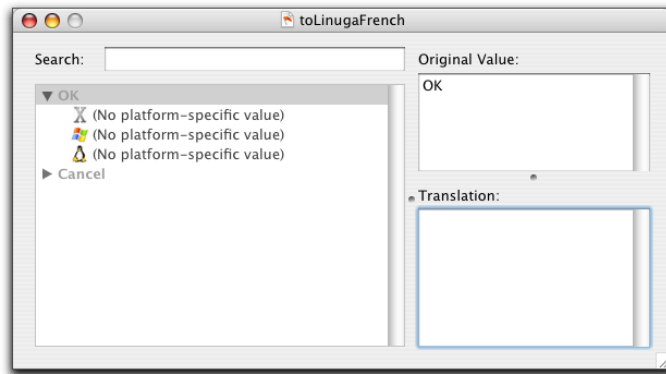 toLinugaFrench
Search:
OK
(No platform-specific value)
(No platform-specific value)
(No platform-specific value)
Cancel
Original Value:
OK
Translation: